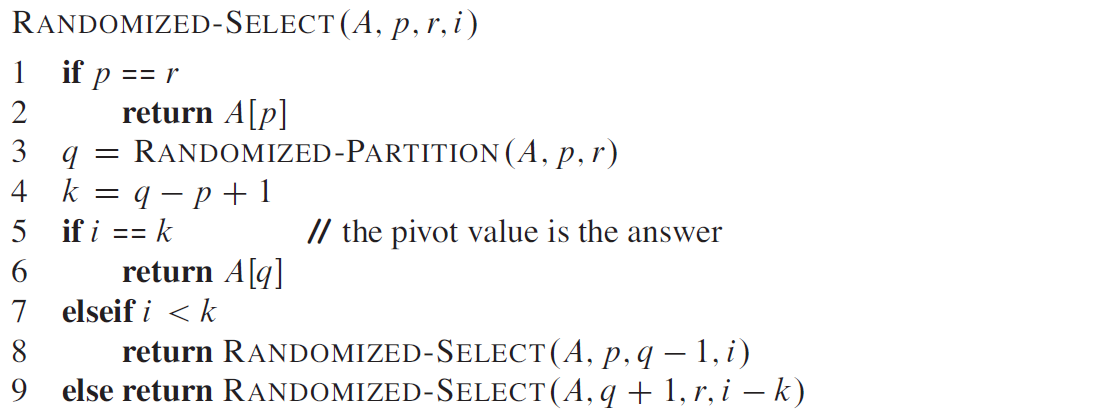 RANDOMIZED-SELECT(A, p, r, i)
1 if p == r
2 return A[p]
3 q = RANDOMIZED-PARTITION(A, p, r)
4 k = q − p + 1
5 if i == k // the pivot value is the answer
6 return A[q]
7 elseif i < k
8 return RANDOMIZED-SELECT(A, p, q − 1, i)
9 else return RANDOMIZED-SELECT(A, q + 1, r, i − k)